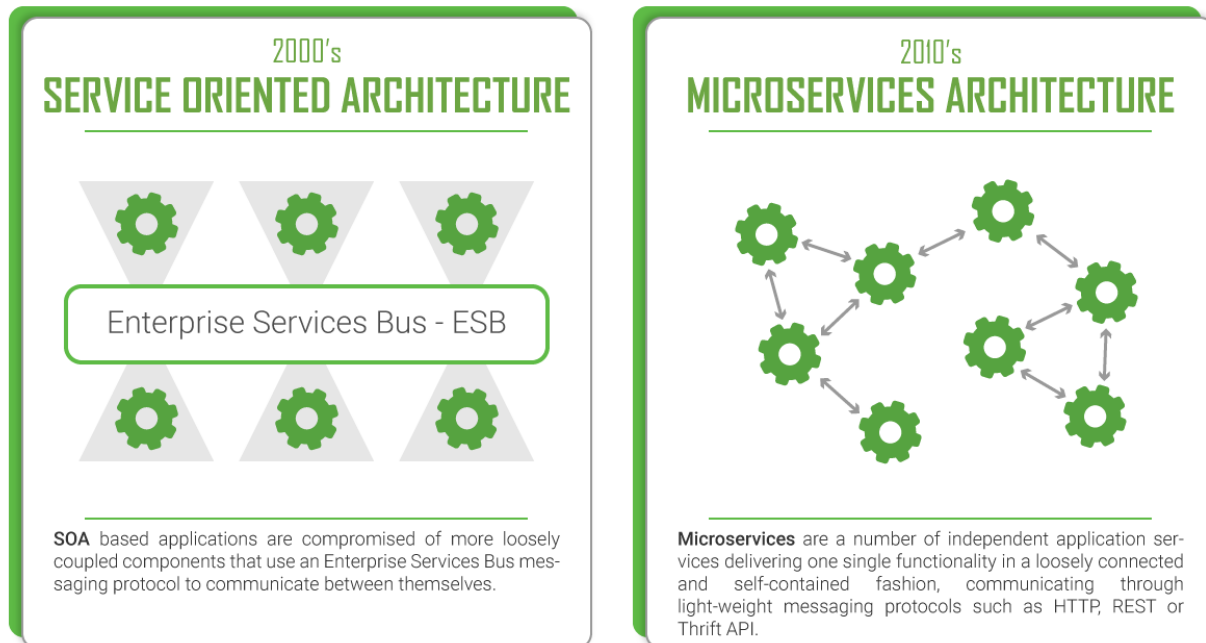 2000's
SERVICE ORIENTED ARCHITECTURE
Enterprise Services Bus - ESB
SOA based applications are compromised of more loosely
coupled components that use an Enterprise Services Bus mes-
saging protocol to communicate between themselves.
2010's
MICROSERVICES ARCHITECTURE
Microservices are a number of independent application ser-
vices delivering one single functionality in a loosely connected
and self-contained fashion, communicating through
light-weight messaging protocols such as HTTP, REST or
Thrift API.